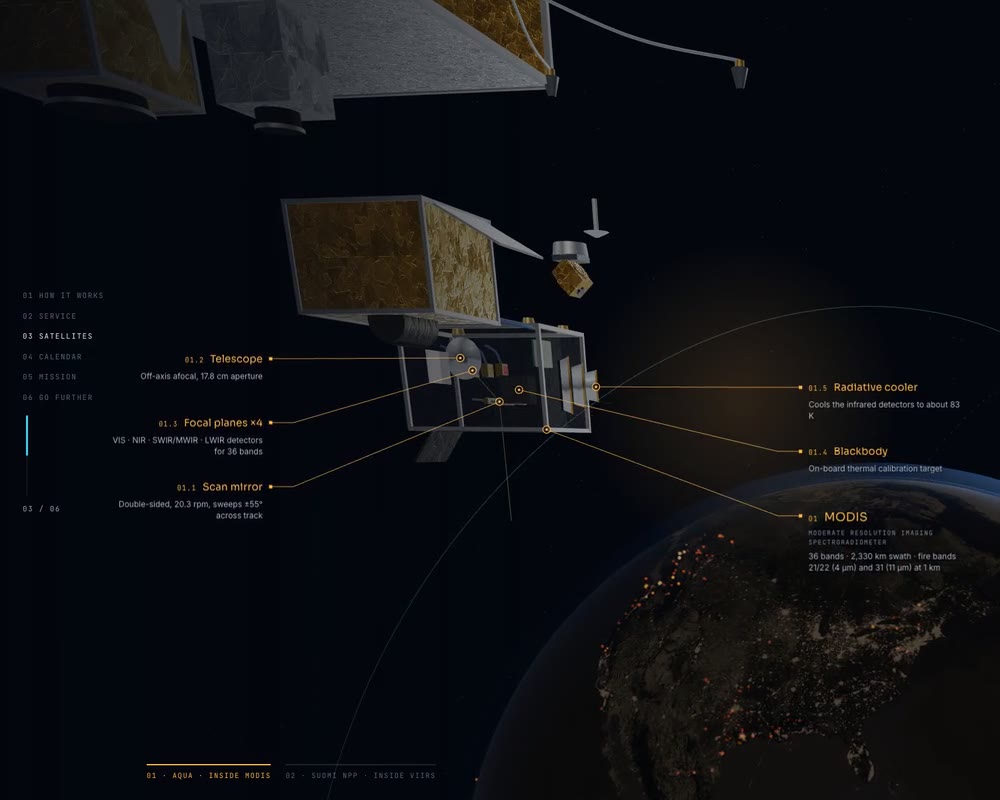 01 HOW IT WORKS
02 SERVICE
03 SATELLITES
04 CALENDAR
05 MISSION
06 GO FURTHER
03 / 06
01.2 Telescope
Off-axis afocal, 17.8 cm aperture
01.3 Focal planes ×4
VIS · NIR · SWIR/MWIR · LWIR detectors
for 36 bands
01.1 Scan mirror
Double-sided, 20.3 rpm, sweeps ±55°
across track
01.5 Radiative cooler
Cools the infrared detectors to about 83
K
01.4 Blackbody
On-board thermal calibration target
01 MODIS
MODERATE RESOLUTION IMAGING
SPECTRORADIOMETER
36 bands · 2,330 km swath · fire bands
21/22 (4 µm) and 31 (11 µm) at 1 km
01 · AQUA · INSIDE MODIS
02 · SUOMI NPP · INSIDE VIIRS